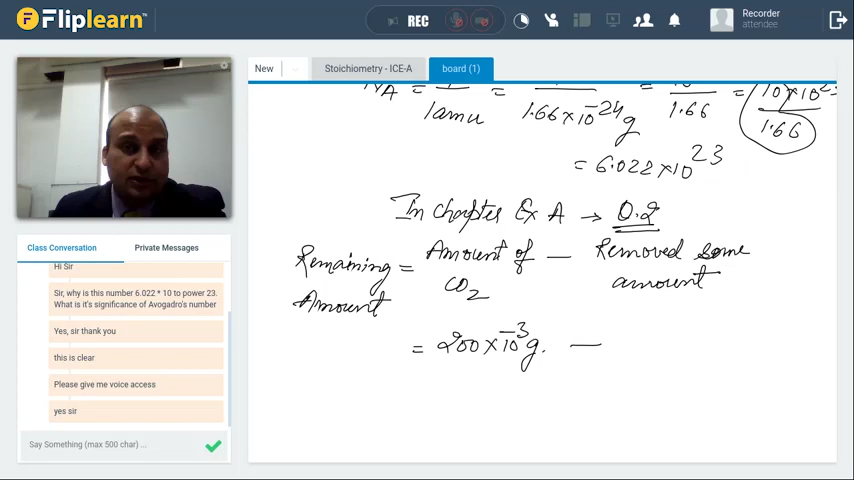 Fliplearn™
REC
Recorder
attendee
New
Stoichiometry - ICE-A
board (1)
NA = = = =
1amu 1.66×10⁻²⁴g 1.66 1.66
= 6.022×10²³
In chapter Ex A → 0.2
Remaining Amount = Amount of CO₂ — Removed some amount
= 200×10⁻³g. —
Class Conversation
Private Messages
Hi Sir
Sir, why is this number 6.022 * 10 to power 23.
What is it's significance of Avogadro's number
Yes, sir thank you
this is clear
Please give me voice access
yes sir
Say Something (max 500 char) ...